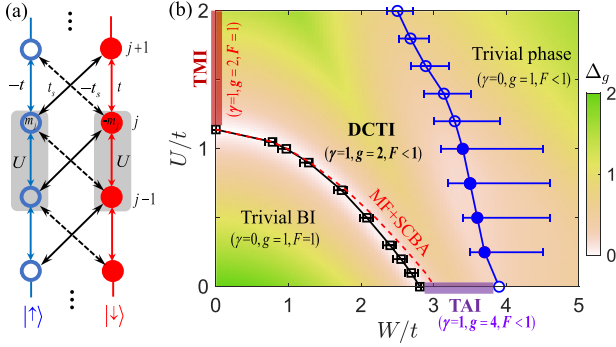 (a)
j+1
−t
t_s
−t_s
t
m
−m
j
U
U
j−1
|↑⟩
|↓⟩
(b)
2
1
0
U/t
TMI
(γ=1, g=2, F=1)
Trivial phase
(γ=0, g=1, F<1)
DCTI
(γ=1, g=2, F<1)
Trivial BI
(γ=0, g=1, F=1)
MF+SCBA
0
1
2
3
4
5
W/t
TAI
(γ=1, g=4, F<1)
Δ_g
2
1
0